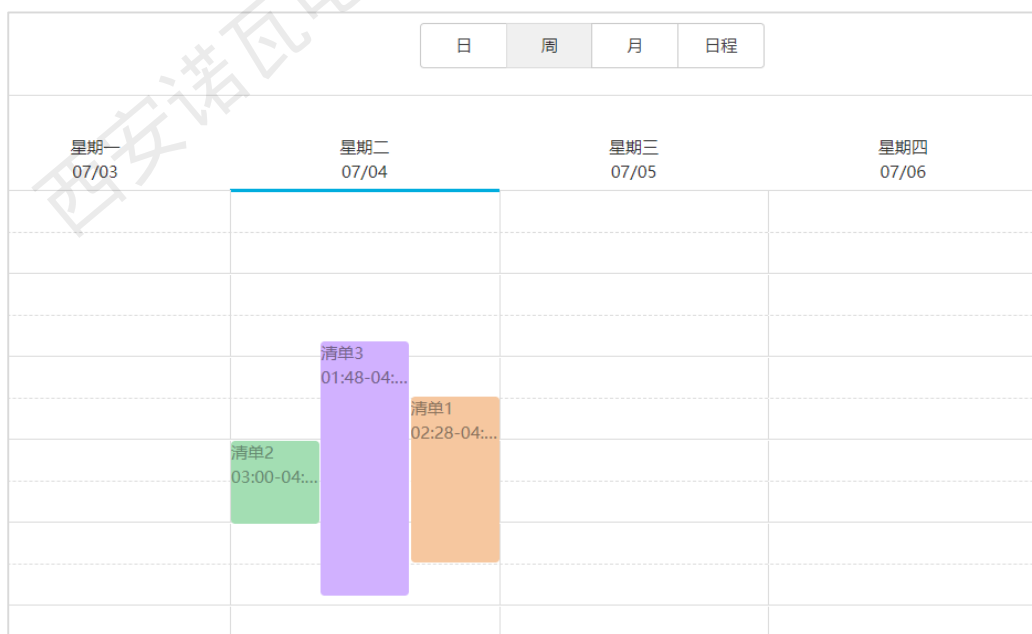 日 周 月 日程
星期一 星期二 星期三 星期四
07/03 07/04 07/05 07/06
清单3
01:48-04:...
清单1
02:28-04:...
清单2
03:00-04:...
西安诺瓦